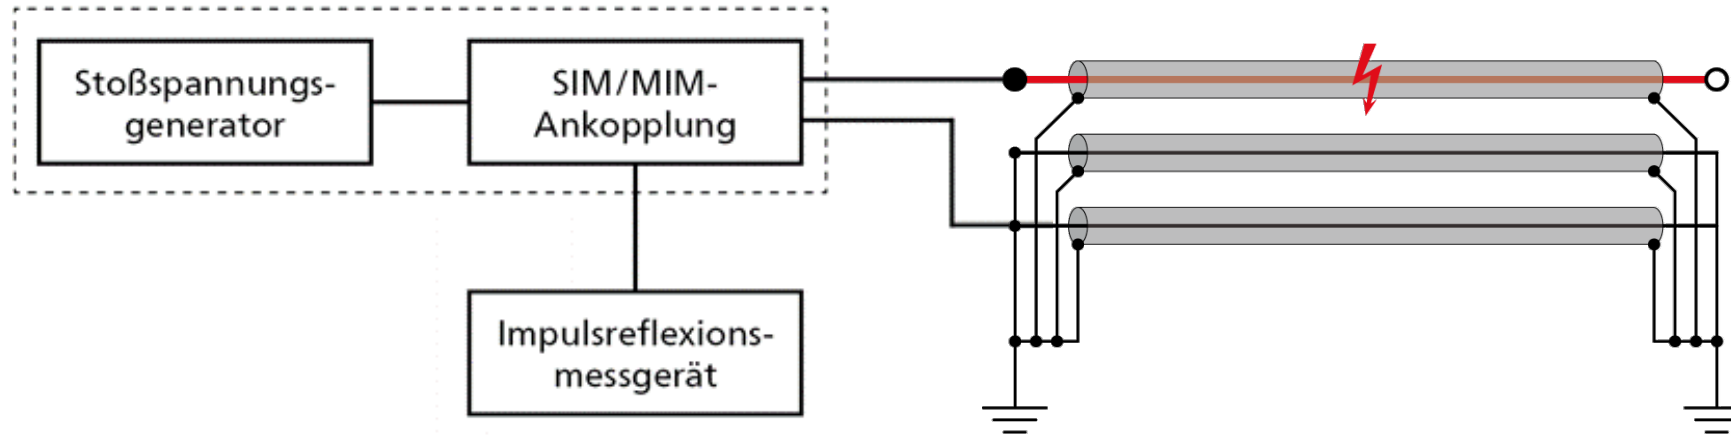 Stoßspannungs-
generator
SIM/MIM-
Ankopplung
Impulsreflexions-
messgerät